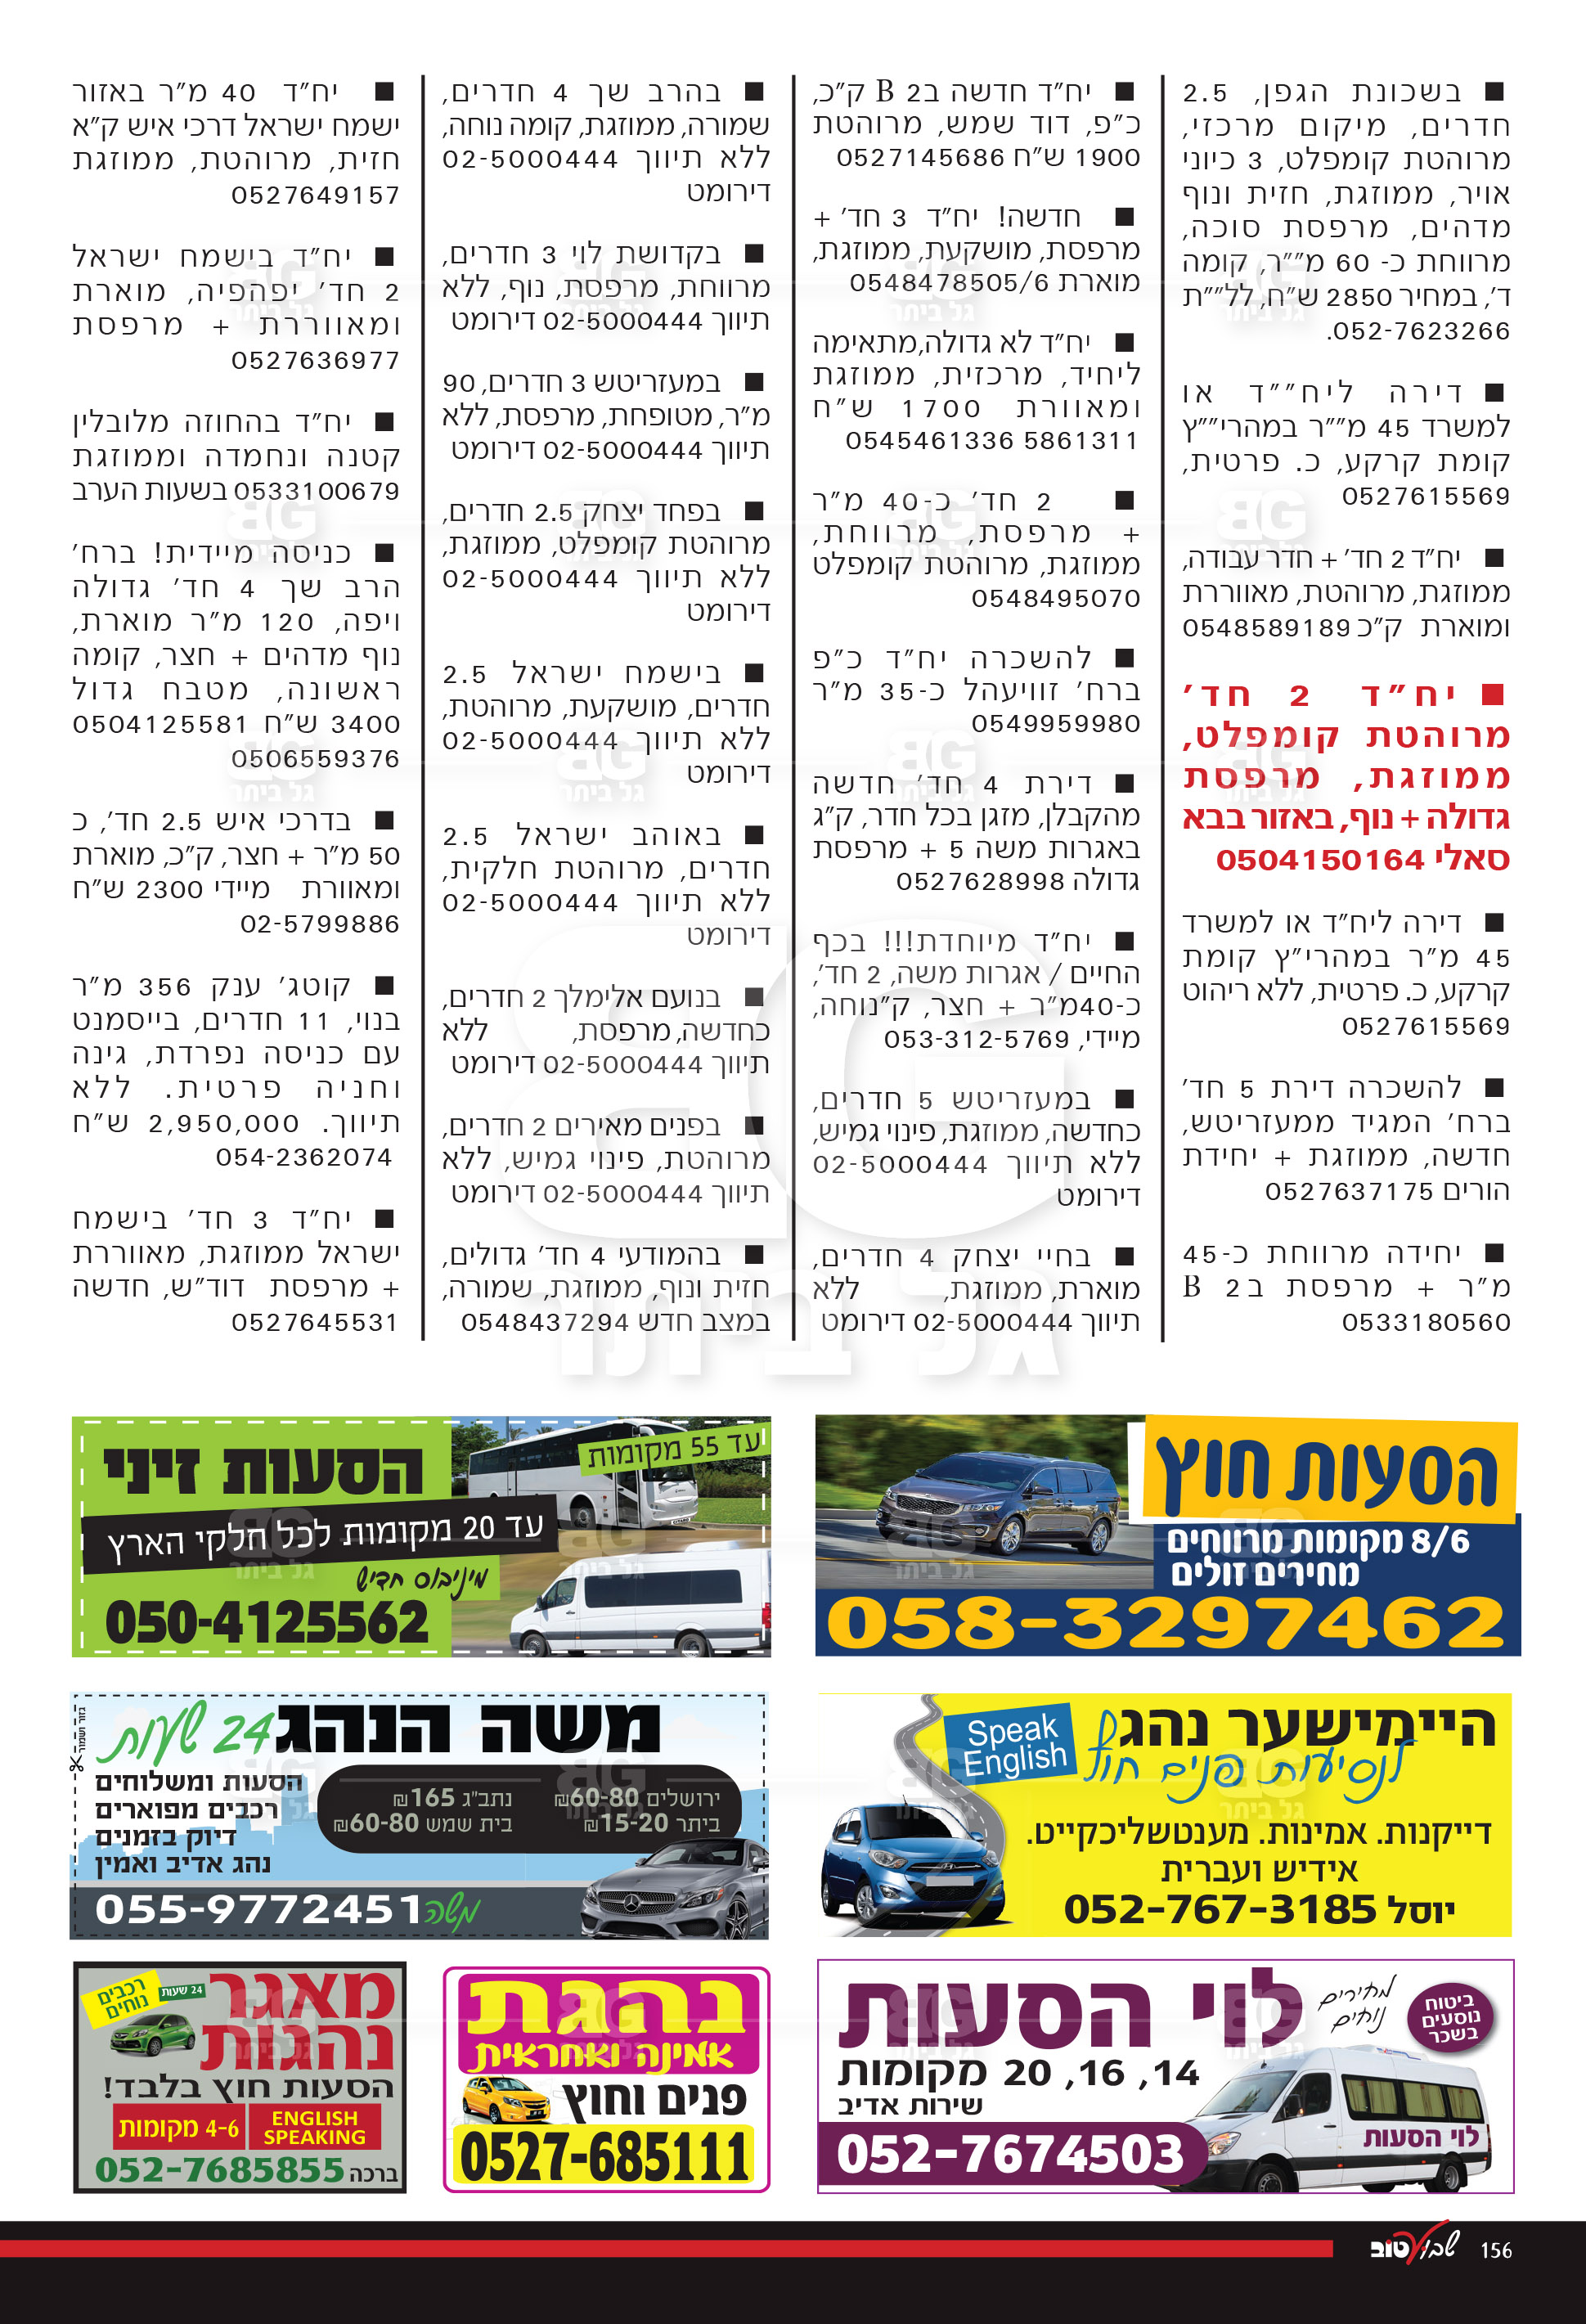 ■ בשכונת הגפן, 2.5
חדרים, מיקום מרכזי,
מרוהטת קומפלט, 3 כיווני
אויר, ממוזגת, חזית ונוף
מדהים, מרפסת סוכה,
מרווחת כ- 60 מ""ר, קומה
ד', במחיר 2850 ש"ח, לל""ת
052-7623266.
■ דירה ליח""ד או
למשרד 45 מ""ר במהרי""ץ
קומת קרקע, כ. פרטית,
0527615569
■ יח"ד 2 חד' + חדר עבודה,
ממוזגת, מרוהטת, מאווררת
ומוארת ק"כ 0548589189
■ יח"ד 2 חד'
מרוהטת קומפלט,
ממוזגת, מרפסת
גדולה + נוף, באזור בבא
סאלי 0504150164
■ דירה ליח"ד או למשרד
45 מ"ר במהרי"ץ קומת
קרקע, כ. פרטית, ללא ריהוט
0527615569
■ להשכרה דירת 5 חד'
ברח' המגיד ממעזריטש,
חדשה, ממוזגת + יחידת
הורים 0527637175
■ יחידה מרווחת כ-45
מ"ר + מרפסת ב2 B
0533180560
■ יח"ד חדשה ב2 B ק"כ,
כ"פ, דוד שמש, מרוהטת
1900 ש"ח 0527145686
■ חדשה! יח"ד 3 חד' +
מרפסת, מושקעת, ממוזגת,
מוארת 0548478505/6
■ יח"ד לא גדולה,מתאימה
ליחיד, מרכזית, ממוזגת
ומאוורת 1700 ש"ח
0545461336 5861311
■ 2 חד' כ-40 מ"ר
+ מרפסת, מרווחת,
ממוזגת, מרוהטת קומפלט
0548495070
■ להשכרה יח"ד כ"פ
ברח' זוויעהל כ-35 מ"ר
0549959980
■ דירת 4 חד' חדשה
מהקבלן, מזגן בכל חדר, ק"ג
באגרות משה 5 + מרפסת
גדולה 0527628998
■ יח"ד מיוחדת!!! בכף
החיים / אגרות משה, 2 חד',
כ-40מ"ר + חצר, ק"נוחה,
מיידי, 053-312-5769
■ במעזריטש 5 חדרים,
כחדשה, ממוזגת, פינוי גמיש,
ללא תיווך 02-5000444
דירומט
■ בחיי יצחק 4 חדרים,
מוארת, ממוזגת, ללא
תיווך 02-5000444 דירומט
■ בהרב שך 4 חדרים,
שמורה, ממוזגת, קומה נוחה,
ללא תיווך 02-5000444
דירומט
■ בקדושת לוי 3 חדרים,
מרווחת, מרפסת, נוף, ללא
תיווך 02-5000444 דירומט
■ במעזריטש 3 חדרים, 90
מ"ר, מטופחת, מרפסת, ללא
תיווך 02-5000444 דירומט
■ בפחד יצחק 2.5 חדרים,
מרוהטת קומפלט, ממוזגת,
ללא תיווך 02-5000444
דירומט
■ בישמח ישראל 2.5
חדרים, מושקעת, מרוהטת,
ללא תיווך 02-5000444
דירומט
■ באוהב ישראל 2.5
חדרים, מרוהטת חלקית,
ללא תיווך 02-5000444
דירומט
■ בנועם אלימלך 2 חדרים,
כחדשה, מרפסת, ללא
תיווך 02-5000444 דירומט
■ בפנים מאירים 2 חדרים,
מרוהטת, פינוי גמיש, ללא
תיווך 02-5000444 דירומט
■ בהמודעי 4 חד' גדולים,
חזית ונוף, ממוזגת, שמורה,
במצב חדש 0548437294
■ יח"ד 40 מ"ר באזור
ישמח ישראל דרכי איש ק"א
חזית, מרוהטת, ממוזגת
0527649157
■ יח"ד בישמח ישראל
2 חד' יפהפיה, מוארת
ומאווררת + מרפסת
0527636977
■ יח"ד בהחוזה מלובלין
קטנה ונחמדה וממוזגת
0533100679 בשעות הערב
■ כניסה מיידית! ברח'
הרב שך 4 חד' גדולה
ויפה, 120 מ"ר מוארת,
נוף מדהים + חצר, קומה
ראשונה, מטבח גדול
3400 ש"ח 0504125581
0506559376
■ בדרכי איש 2.5 חד', כ
50 מ"ר + חצר, ק"כ, מוארת
ומאוורת מיידי 2300 ש"ח
02-5799886
■ קוטג' ענק 356 מ"ר
בנוי, 11 חדרים, בייסמנט
עם כניסה נפרדת, גינה
וחניה פרטית. ללא
תיווך. 2,950,000 ש"ח
054-2362074
■ יח"ד 3 חד' בישמח
ישראל ממוזגת, מאווררת
+ מרפסת דוד"ש, חדשה
0527645531
BG
גל ביתר
הסעות חוץ
8/6 מקומות מרווחים
מחירים זולים
058-3297462
הסעות זיני
עד 55 מקומות
עד 20 מקומות לכל חלקי הארץ
מיניבוס חדיש
050-4125562
היימישער נהג
לנסיעות פנים חוץ
Speak
English
דייקנות. אמינות. מענטשליכקייט.
אידיש ועברית
יוסל 052-767-3185
משה הנהג 24 שעות
גזור ושמור
הסעות ומשלוחים
רכבים מפוארים
דיוק בזמנים
נהג אדיב ואמין
ירושלים 60-80₪
ביתר 15-20₪
נתב"ג 165₪
בית שמש 60-80₪
משה 055-9772451
לוי הסעות
מחירים
נוחים
ביטוח
נוסעים
בשכר
14, 16, 20 מקומות
שירות אדיב
052-7674503
לוי הסעות
נהגת
אמינה ואחראית
פנים וחוץ
0527-685111
מאגר
נהגות
24 שעות
רכבים
נוחים
הסעות חוץ בלבד!
ENGLISH
SPEAKING
4-6 מקומות
ברכה 052-7685855
שבוע טוב 156